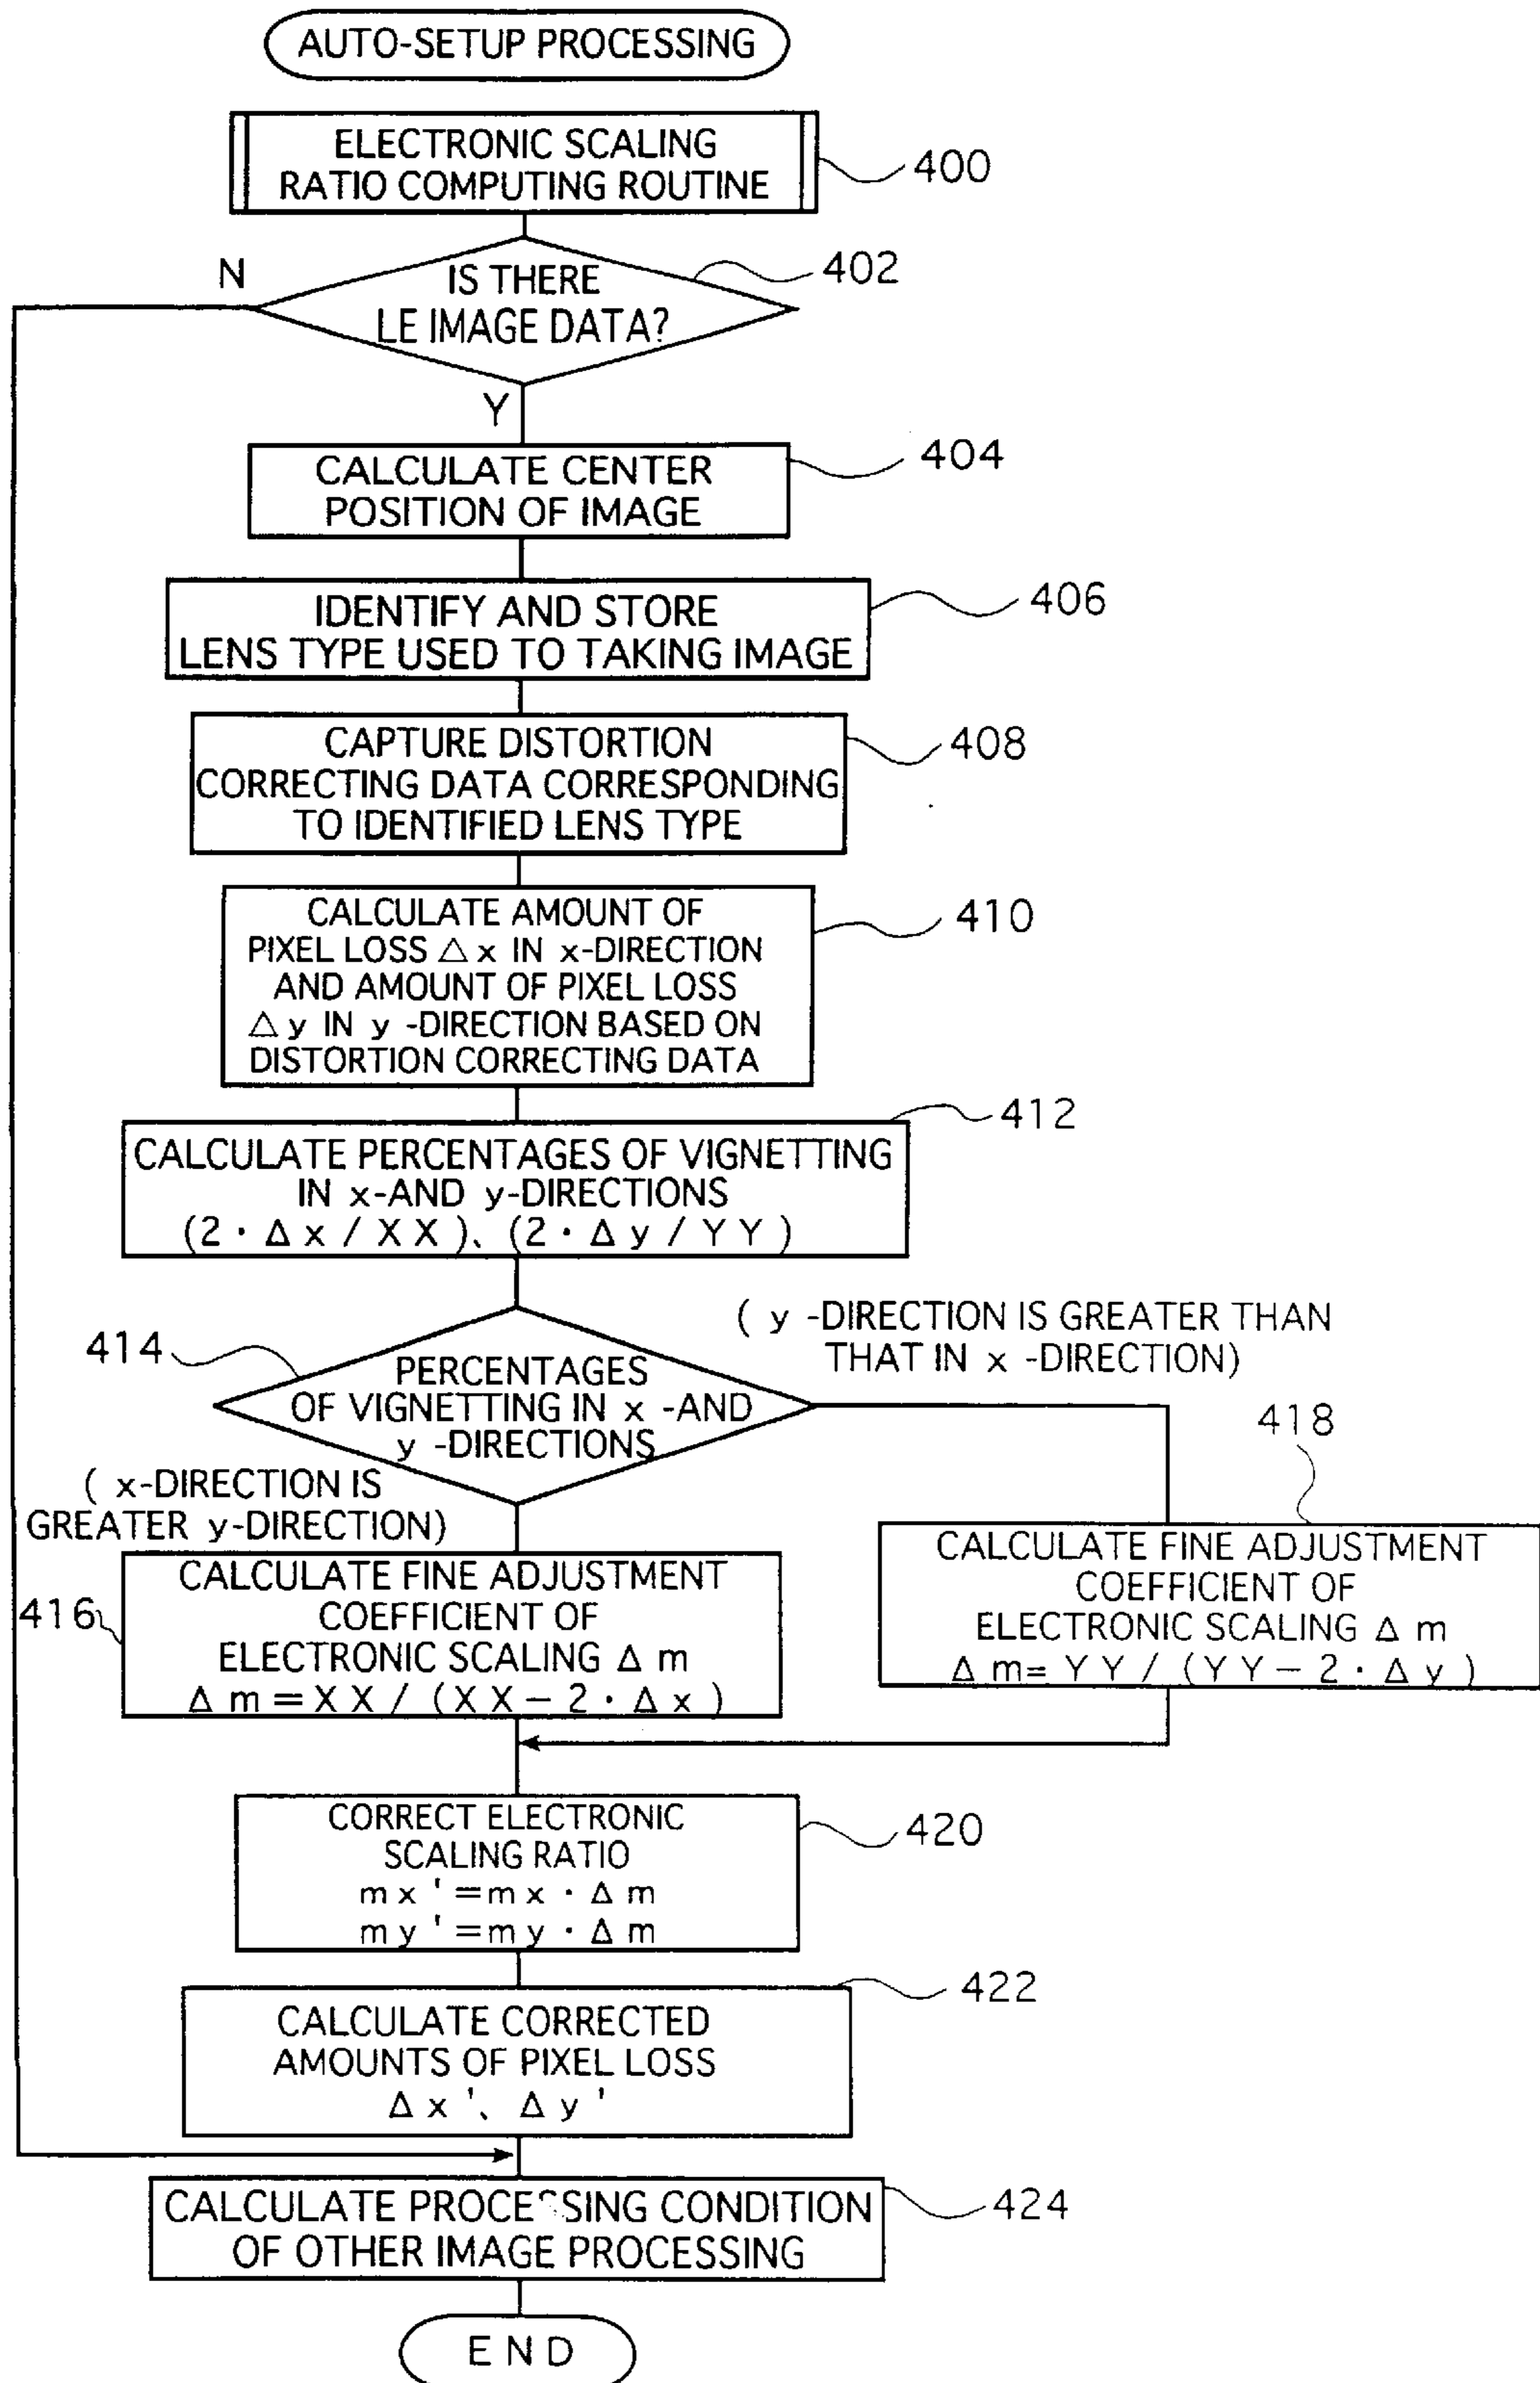 AUTO-SETUP PROCESSING
ELECTRONIC SCALING
RATIO COMPUTING ROUTINE
400
N
IS THERE
LE IMAGE DATA?
402
Y
CALCULATE CENTER
POSITION OF IMAGE
404
IDENTIFY AND STORE
LENS TYPE USED TO TAKING IMAGE
406
CAPTURE DISTORTION
CORRECTING DATA CORRESPONDING
TO IDENTIFIED LENS TYPE
408
CALCULATE AMOUNT OF
PIXEL LOSS △x IN x-DIRECTION
AND AMOUNT OF PIXEL LOSS
△y IN y -DIRECTION BASED ON
DISTORTION CORRECTING DATA
410
CALCULATE PERCENTAGES OF VIGNETTING
IN x-AND y-DIRECTIONS
(2・Δx/XX)、(2・Δy/YY)
412
414
PERCENTAGES
OF VIGNETTING IN x -AND
y -DIRECTIONS
( y -DIRECTION IS GREATER THAN
THAT IN x -DIRECTION)
( x-DIRECTION IS
GREATER y-DIRECTION)
416
CALCULATE FINE ADJUSTMENT
COEFFICIENT OF
ELECTRONIC SCALING Δm
Δm=XX/(XX-2・Δx)
418
CALCULATE FINE ADJUSTMENT
COEFFICIENT OF
ELECTRONIC SCALING Δm
Δm=YY/(YY-2・Δy)
CORRECT ELECTRONIC
SCALING RATIO
mx'=mx・Δm
my'=my・Δm
420
CALCULATE CORRECTED
AMOUNTS OF PIXEL LOSS
Δx'、Δy'
422
CALCULATE PROCESSING CONDITION
OF OTHER IMAGE PROCESSING
424
END